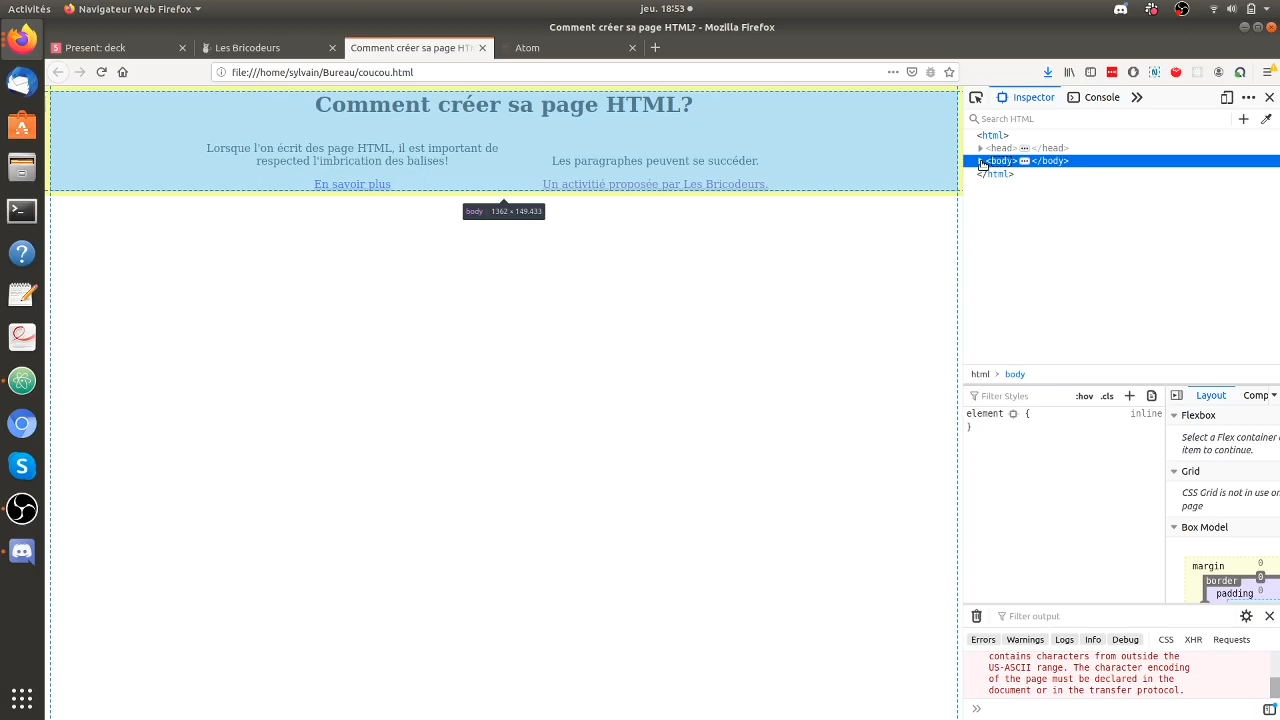 Activités
Navigateur Web Firefox
jeu. 18:53
Comment créer sa page HTML? - Mozilla Firefox
Present: deck
Les Bricodeurs
Comment créer sa page HTM
Atom
file:///home/sylvain/Bureau/coucou.html
Comment créer sa page HTML?
Lorsque l'on écrit des page HTML, il est important de
respected l'imbrication des balises!
Les paragraphes peuvent se succéder.
En savoir plus
Un activitié proposée par Les Bricodeurs.
body 1362 × 149.433
Inspector
Console
Search HTML
<html>
<head> </head>
<body> </body>
</html>
html > body
Filter Styles
:hov .cls
Layout
Comp
element {
inline
}
Flexbox
Select a Flex container
item to continue.
Grid
CSS Grid is not in use on
page
Box Model
margin 0
border 0
padding 0
Filter output
Errors Warnings Logs Info Debug CSS XHR Requests
contains characters from outside the
US-ASCII range. The character encoding
of the page must be declared in the
document or in the transfer protocol.